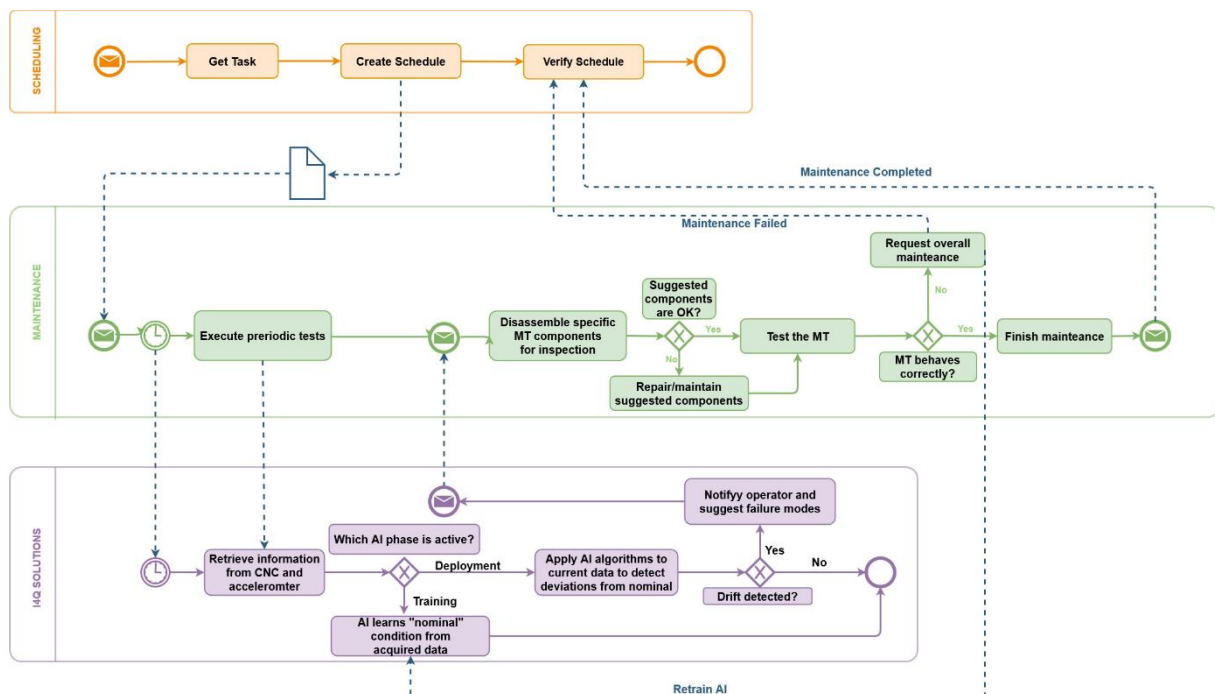 SCHEDULING
Get Task
Create Schedule
Verify Schedule
Maintenance Completed
Maintenance Failed
MAINTENANCE
Request overall
mainteance
No
Suggested
components
are OK?
Execute preriodic tests
Disassemble specific
MT components
for inspection
Yes
Test the MT
Yes
Finish mainteance
No
MT behaves
correctly?
Repair/maintain
suggested components
I4Q SOLUTIONS
Notifyy operator and
suggest failure modes
Which AI phase is active?
Yes
Retrieve information
from CNC and
acceleromter
Deployment
Apply AI algorithms to
current data to detect
deviations from nominal
No
Drift detected?
Training
AI learns "nominal"
condition from
acquired data
Retrain AI